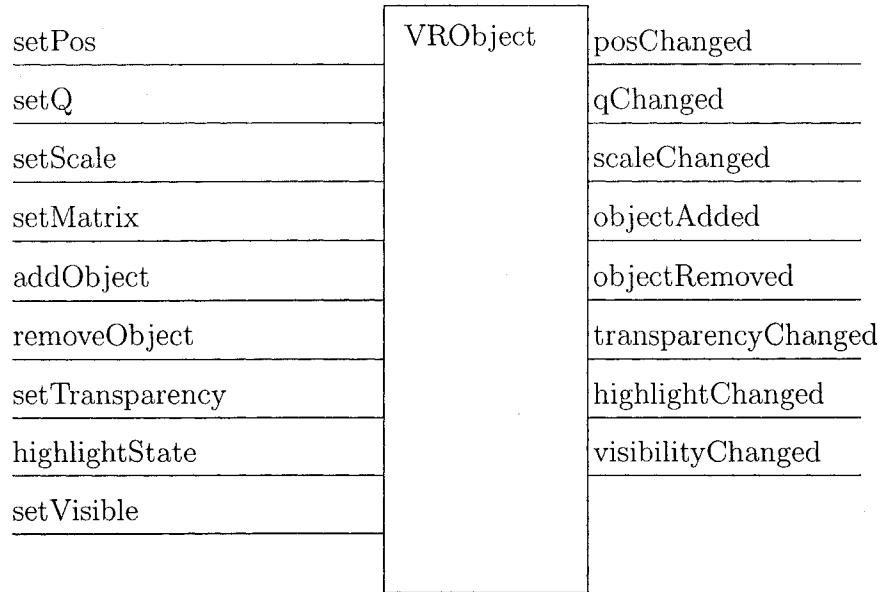 VRObject
setPos
setQ
setScale
setMatrix
addObject
removeObject
setTransparency
highlightState
setVisible
posChanged
qChanged
scaleChanged
objectAdded
objectRemoved
transparencyChanged
highlightChanged
visibilityChanged